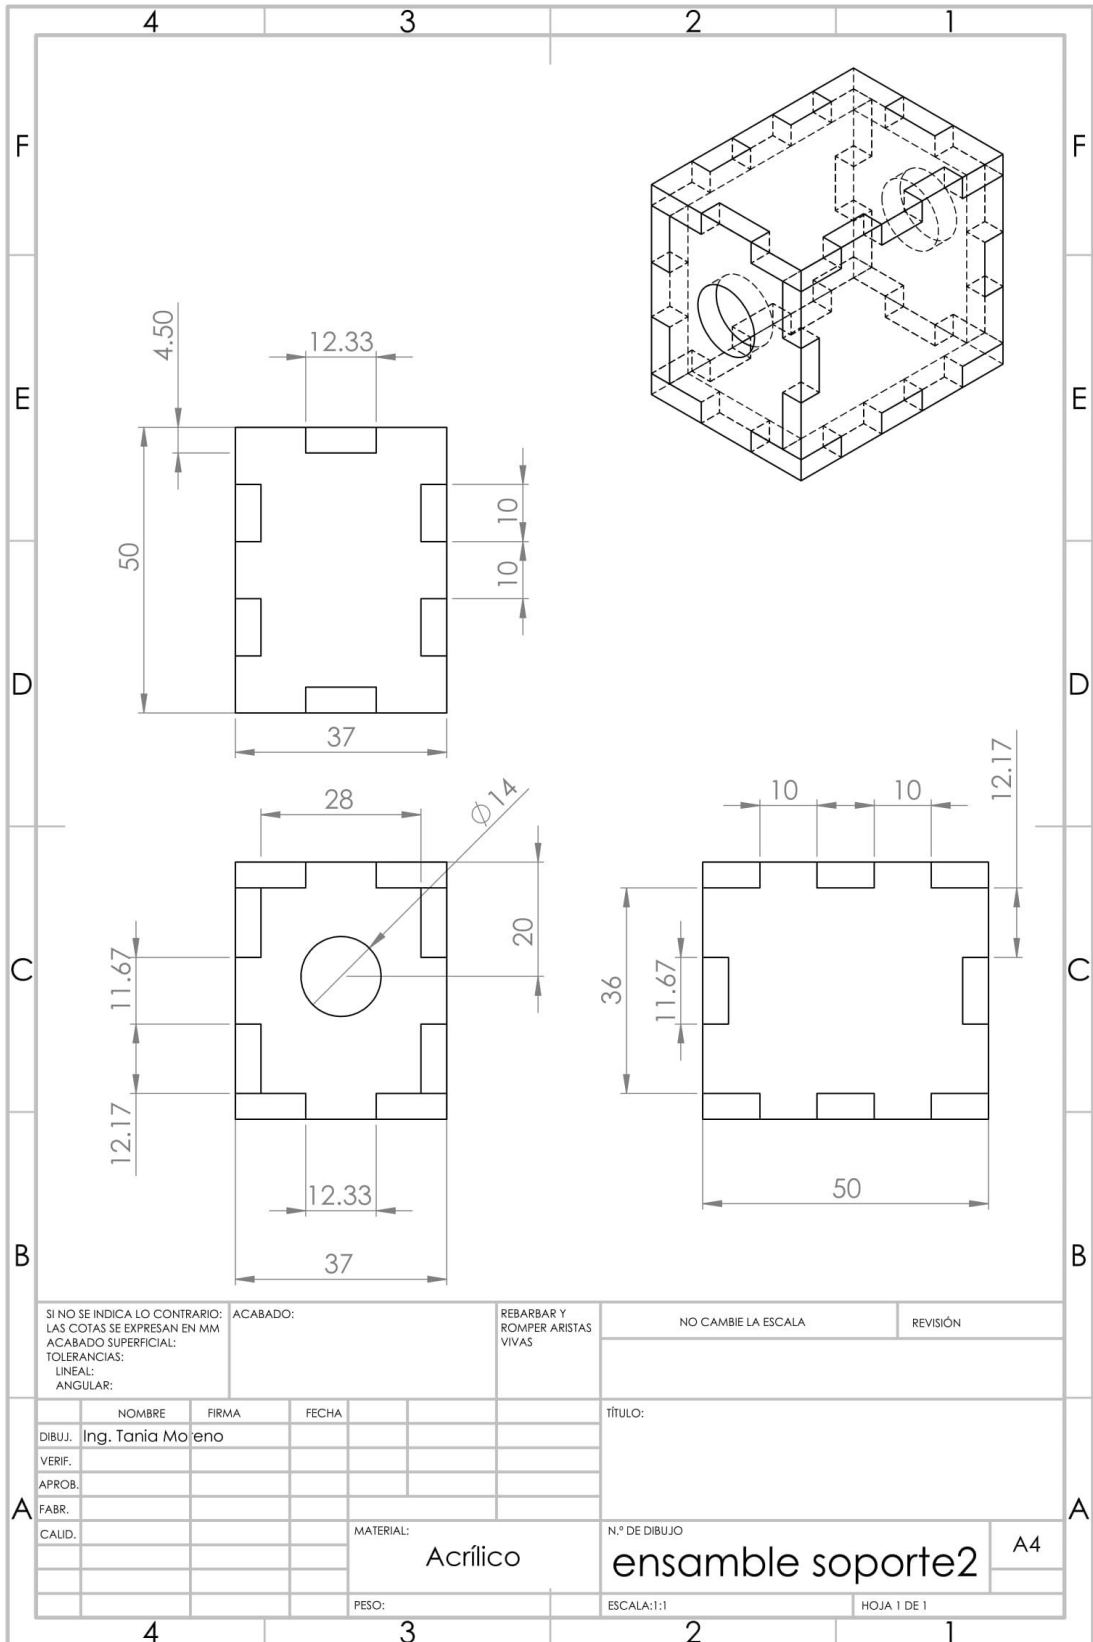 4 3 2 1
F F
4.50
12.33
E E
10
50
10
D D
37
12.17
10 10
28
Ø14
20
C C
11.67
36
11.67
12.17
12.33
50
B B
37
SI NO SE INDICA LO CONTRARIO:
LAS COTAS SE EXPRESAN EN MM
ACABADO SUPERFICIAL:
TOLERANCIAS:
LINEAL:
ANGULAR:
ACABADO:
REBARBAR Y
ROMPER ARISTAS
VIVAS
NO CAMBIE LA ESCALA
REVISIÓN
NOMBRE FIRMA FECHA
DIBUJ. Ing. Tania Moreno
VERIF.
APROB.
FABR.
CALID.
TÍTULO:
A A
MATERIAL:
Acrílico
N.º DE DIBUJO
ensamble soporte2
A4
PESO:
ESCALA:1:1
HOJA 1 DE 1
4 3 2 1